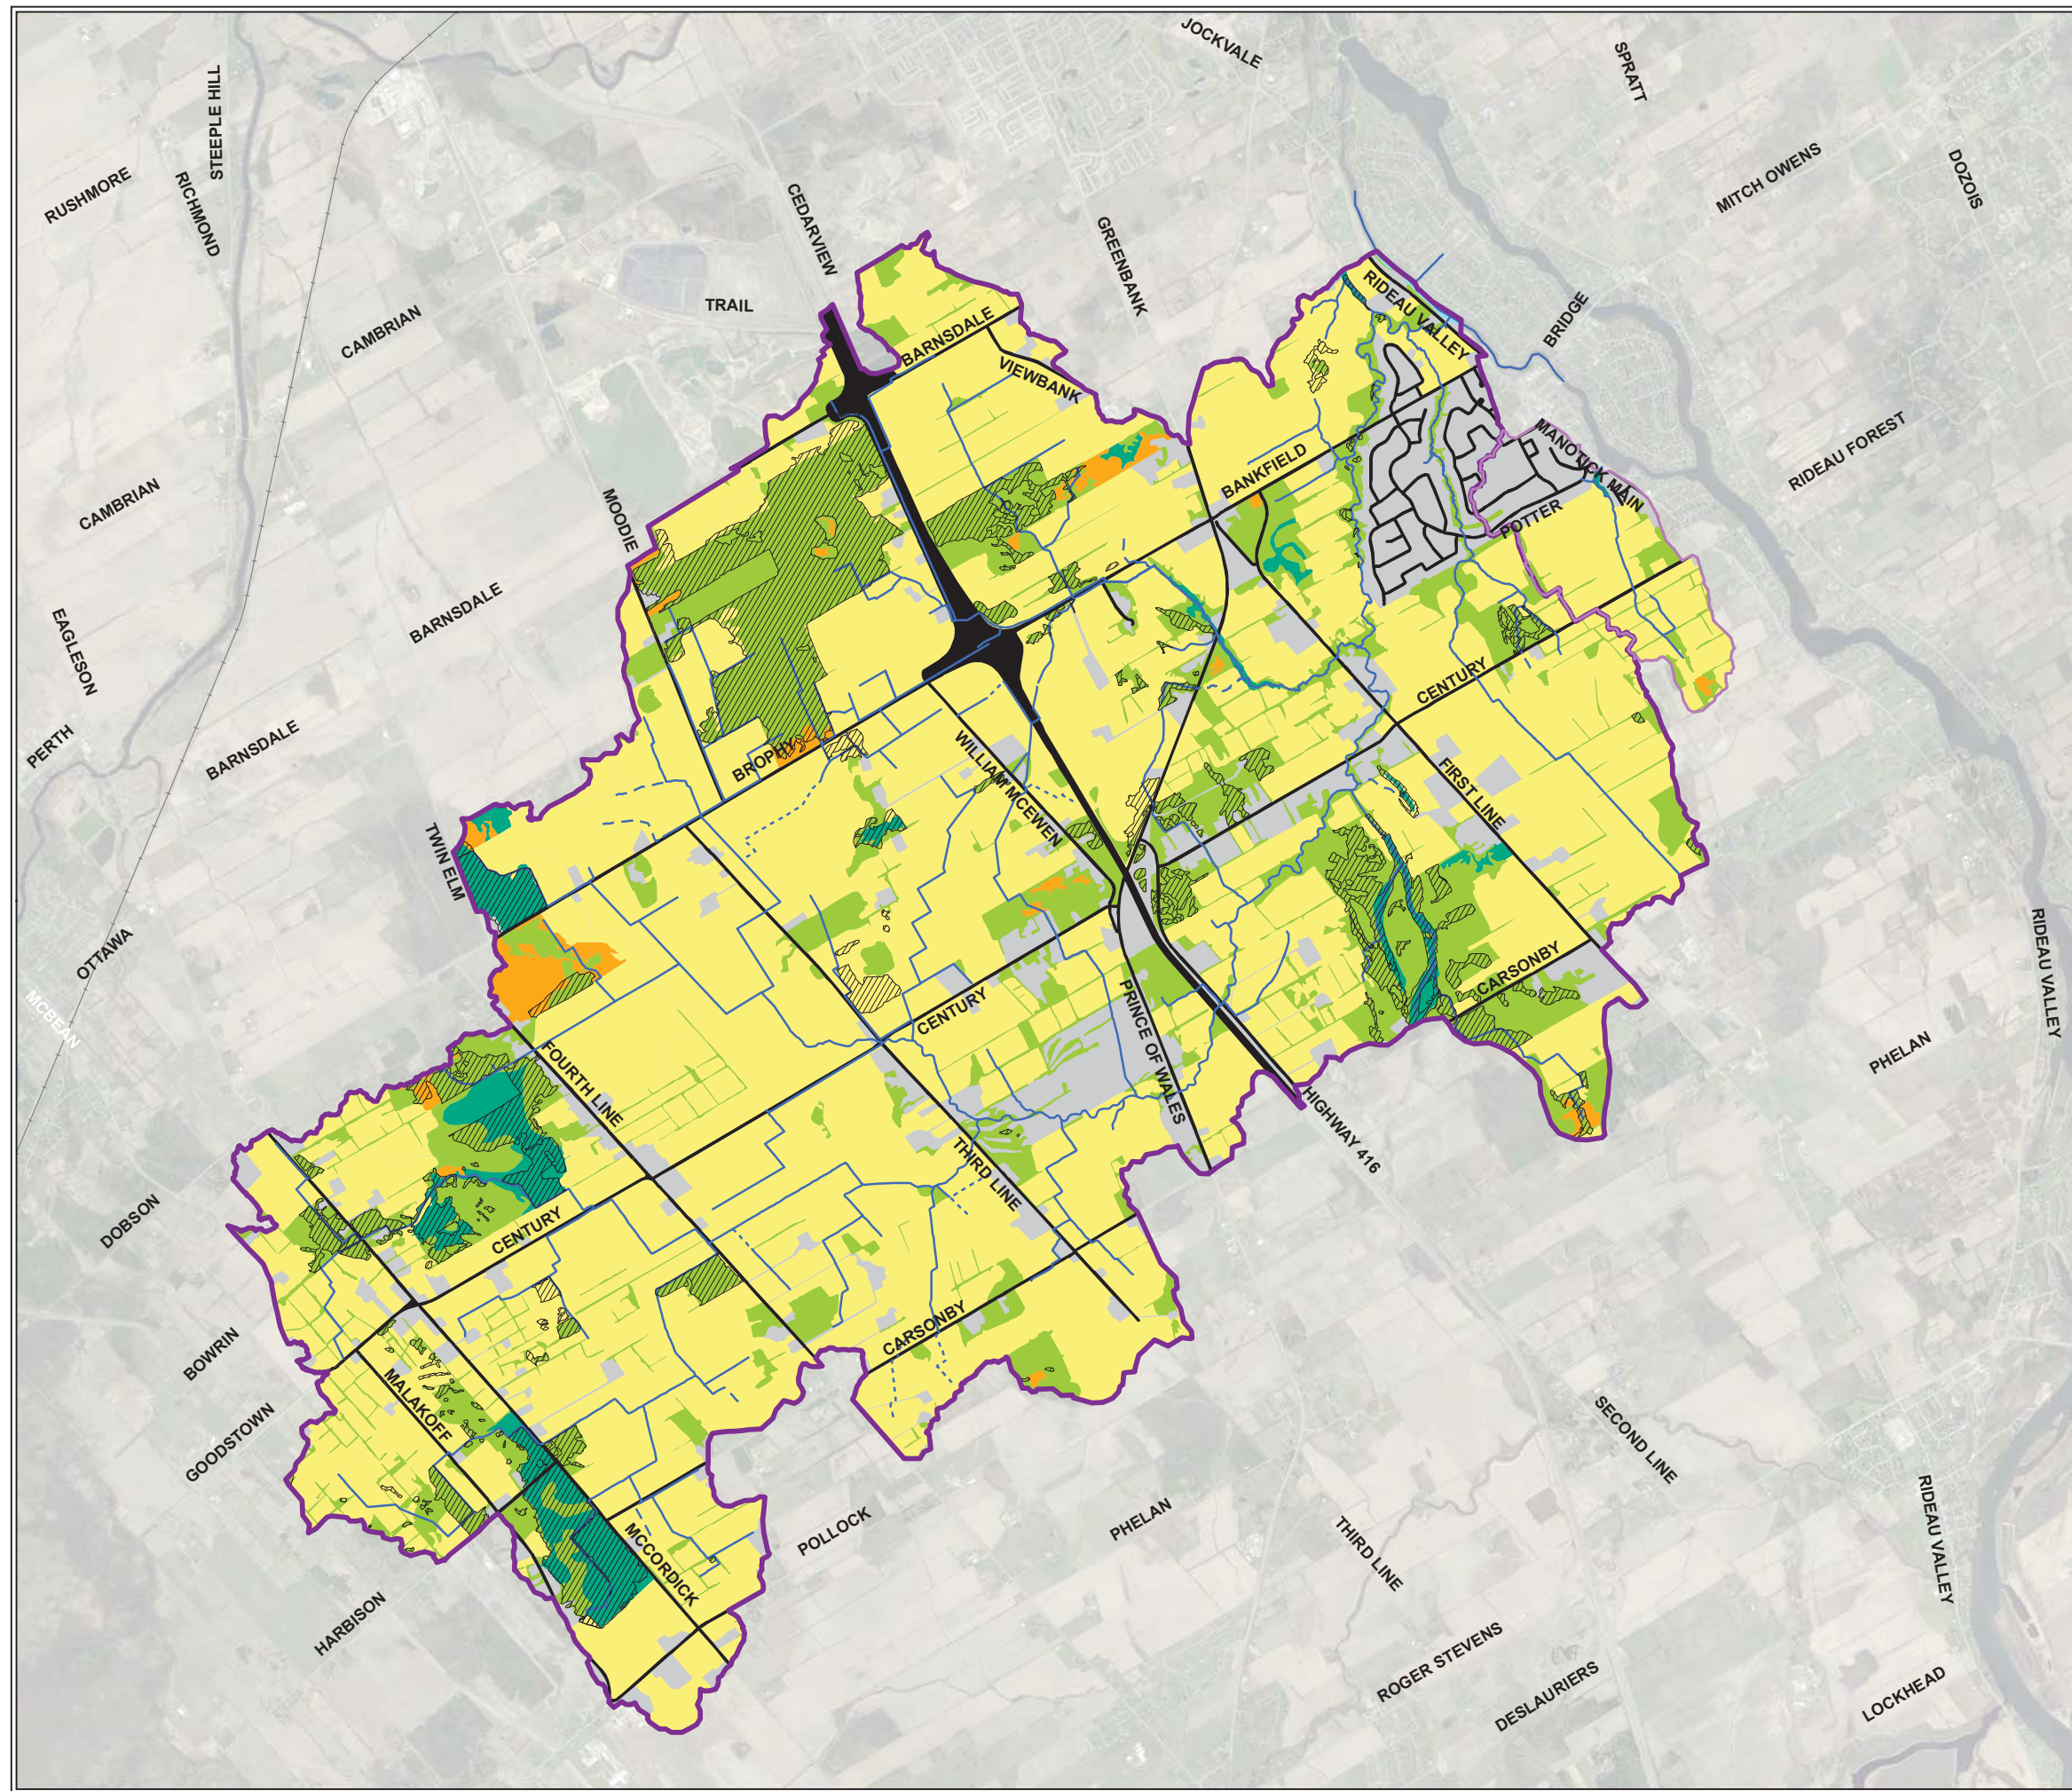 JOCKVALE
SPRATT
STEEPLE HILL
MITCH OWENS
DOZOIS
RUSHMORE
RICHMOND
CEDARVIEW
GREENBANK
TRAIL
RIDEAU VALLEY
BRIDGE
CAMBRIAN
BARNSDALE
VIEWBANK
MANOTICK MAIN
RIDEAU FOREST
BANKFIELD
CAMBRIAN
MOODIE
POTTER
BARNSDALE
EAGLESON
CENTURY
PERTH
BARNSDALE
BROPHY
WILLIAM MCEWEN
FIRST LINE
TWIN ELM
OTTAWA
RIDEAU VALLEY
CARSONBY
MCBEAN
CENTURY
PRINCE OF WALES
PHELAN
FOURTH LINE
HIGHWAY 416
THIRD LINE
DOBSON
CENTURY
BOWRIN
CARSONBY
MALAKOFF
GOODSTOWN
SECOND LINE
RIDEAU VALLEY
POLLOCK
PHELAN
THIRD LINE
MCCORDICK
HARBISON
ROGER STEVENS
DESLAURIERS
LOCKHEAD